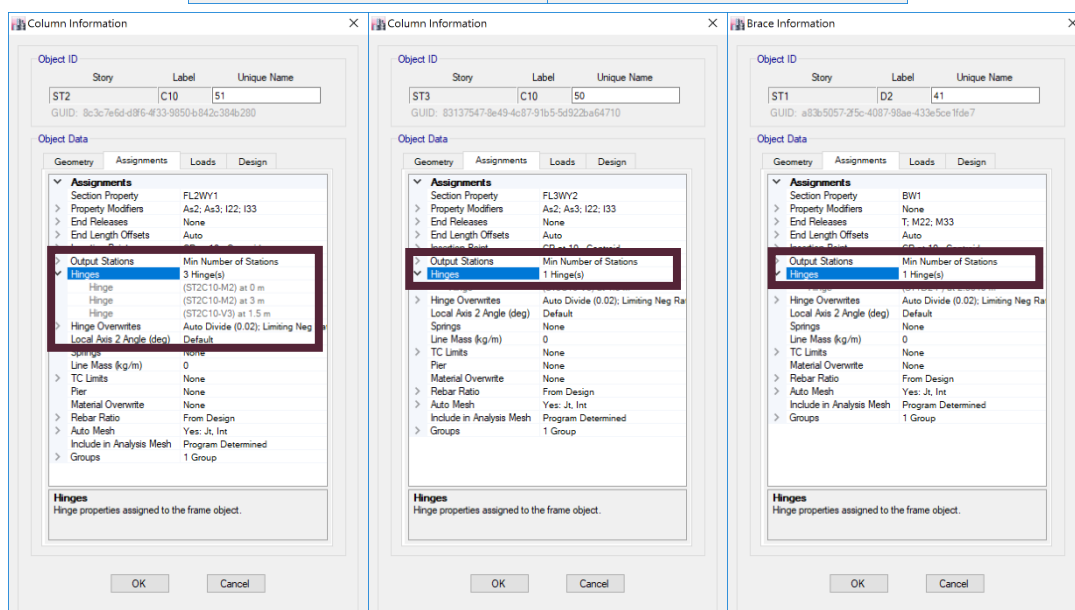 Column Information
Object ID
Story Label Unique Name
ST2 C10 51
GUID: 8c3c7e6d-d8f6-4f33-9850-b842c384b280
Object Data
Geometry Assignments Loads Design
Assignments
Section Property FL2WY1
Property Modifiers As2; As3; I22; I33
End Releases None
End Length Offsets Auto
Output Stations Min Number of Stations
Hinges 3 Hinge(s)
Hinge (ST2C10-M2) at 0 m
Hinge (ST2C10-M2) at 3 m
Hinge (ST2C10-V3) at 1.5 m
Hinge Overwrites Auto Divide (0.02); Limiting Neg
Local Axis 2 Angle (deg) Default
Springs None
Line Mass (kg/m) 0
TC Limits None
Pier None
Material Overwrite None
Rebar Ratio From Design
Auto Mesh Yes: Jt, Int
Include in Analysis Mesh Program Determined
Groups 1 Group
Hinges
Hinge properties assigned to the frame object.
OK Cancel
Column Information
Object ID
Story Label Unique Name
ST3 C10 50
GUID: 83137547-8e49-4c87-91b5-5d922ba64710
Object Data
Geometry Assignments Loads Design
Assignments
Section Property FL3WY2
Property Modifiers As2; As3; I22; I33
End Releases None
End Length Offsets Auto
Output Stations Min Number of Stations
Hinges 1 Hinge(s)
Hinge Overwrites Auto Divide (0.02); Limiting Neg Ra
Local Axis 2 Angle (deg) Default
Springs None
Line Mass (kg/m) 0
TC Limits None
Pier None
Material Overwrite None
Rebar Ratio From Design
Auto Mesh Yes: Jt, Int
Include in Analysis Mesh Program Determined
Groups 1 Group
Hinges
Hinge properties assigned to the frame object.
OK Cancel
Brace Information
Object ID
Story Label Unique Name
ST1 D2 41
GUID: a83b5057-2f5c-4087-98ae-433e5ce1fde7
Object Data
Geometry Assignments Loads Design
Assignments
Section Property BW1
Property Modifiers None
End Releases T; M22; M33
End Length Offsets Auto
Output Stations Min Number of Stations
Hinges 1 Hinge(s)
Hinge Overwrites Auto Divide (0.02); Limiting Neg Ra
Local Axis 2 Angle (deg) Default
Springs None
Line Mass (kg/m) 0
TC Limits None
Material Overwrite None
Rebar Ratio From Design
Auto Mesh Yes: Jt, Int
Include in Analysis Mesh Program Determined
Groups 1 Group
Hinges
Hinge properties assigned to the frame object.
OK Cancel